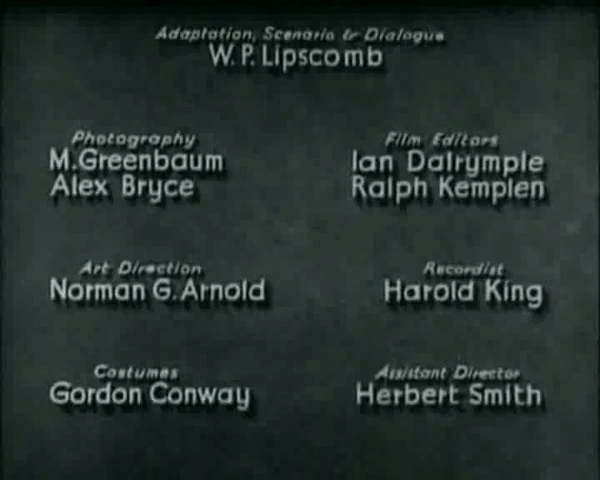 Adaptation, Scenario & Dialogue
W. P. Lipscomb
Photography
M. Greenbaum
Alex Bryce
Film Editors
Ian Dalrymple
Ralph Kemplen
Art Direction
Norman G. Arnold
Recordist
Harold King
Costumes
Gordon Conway
Assistant Director
Herbert Smith